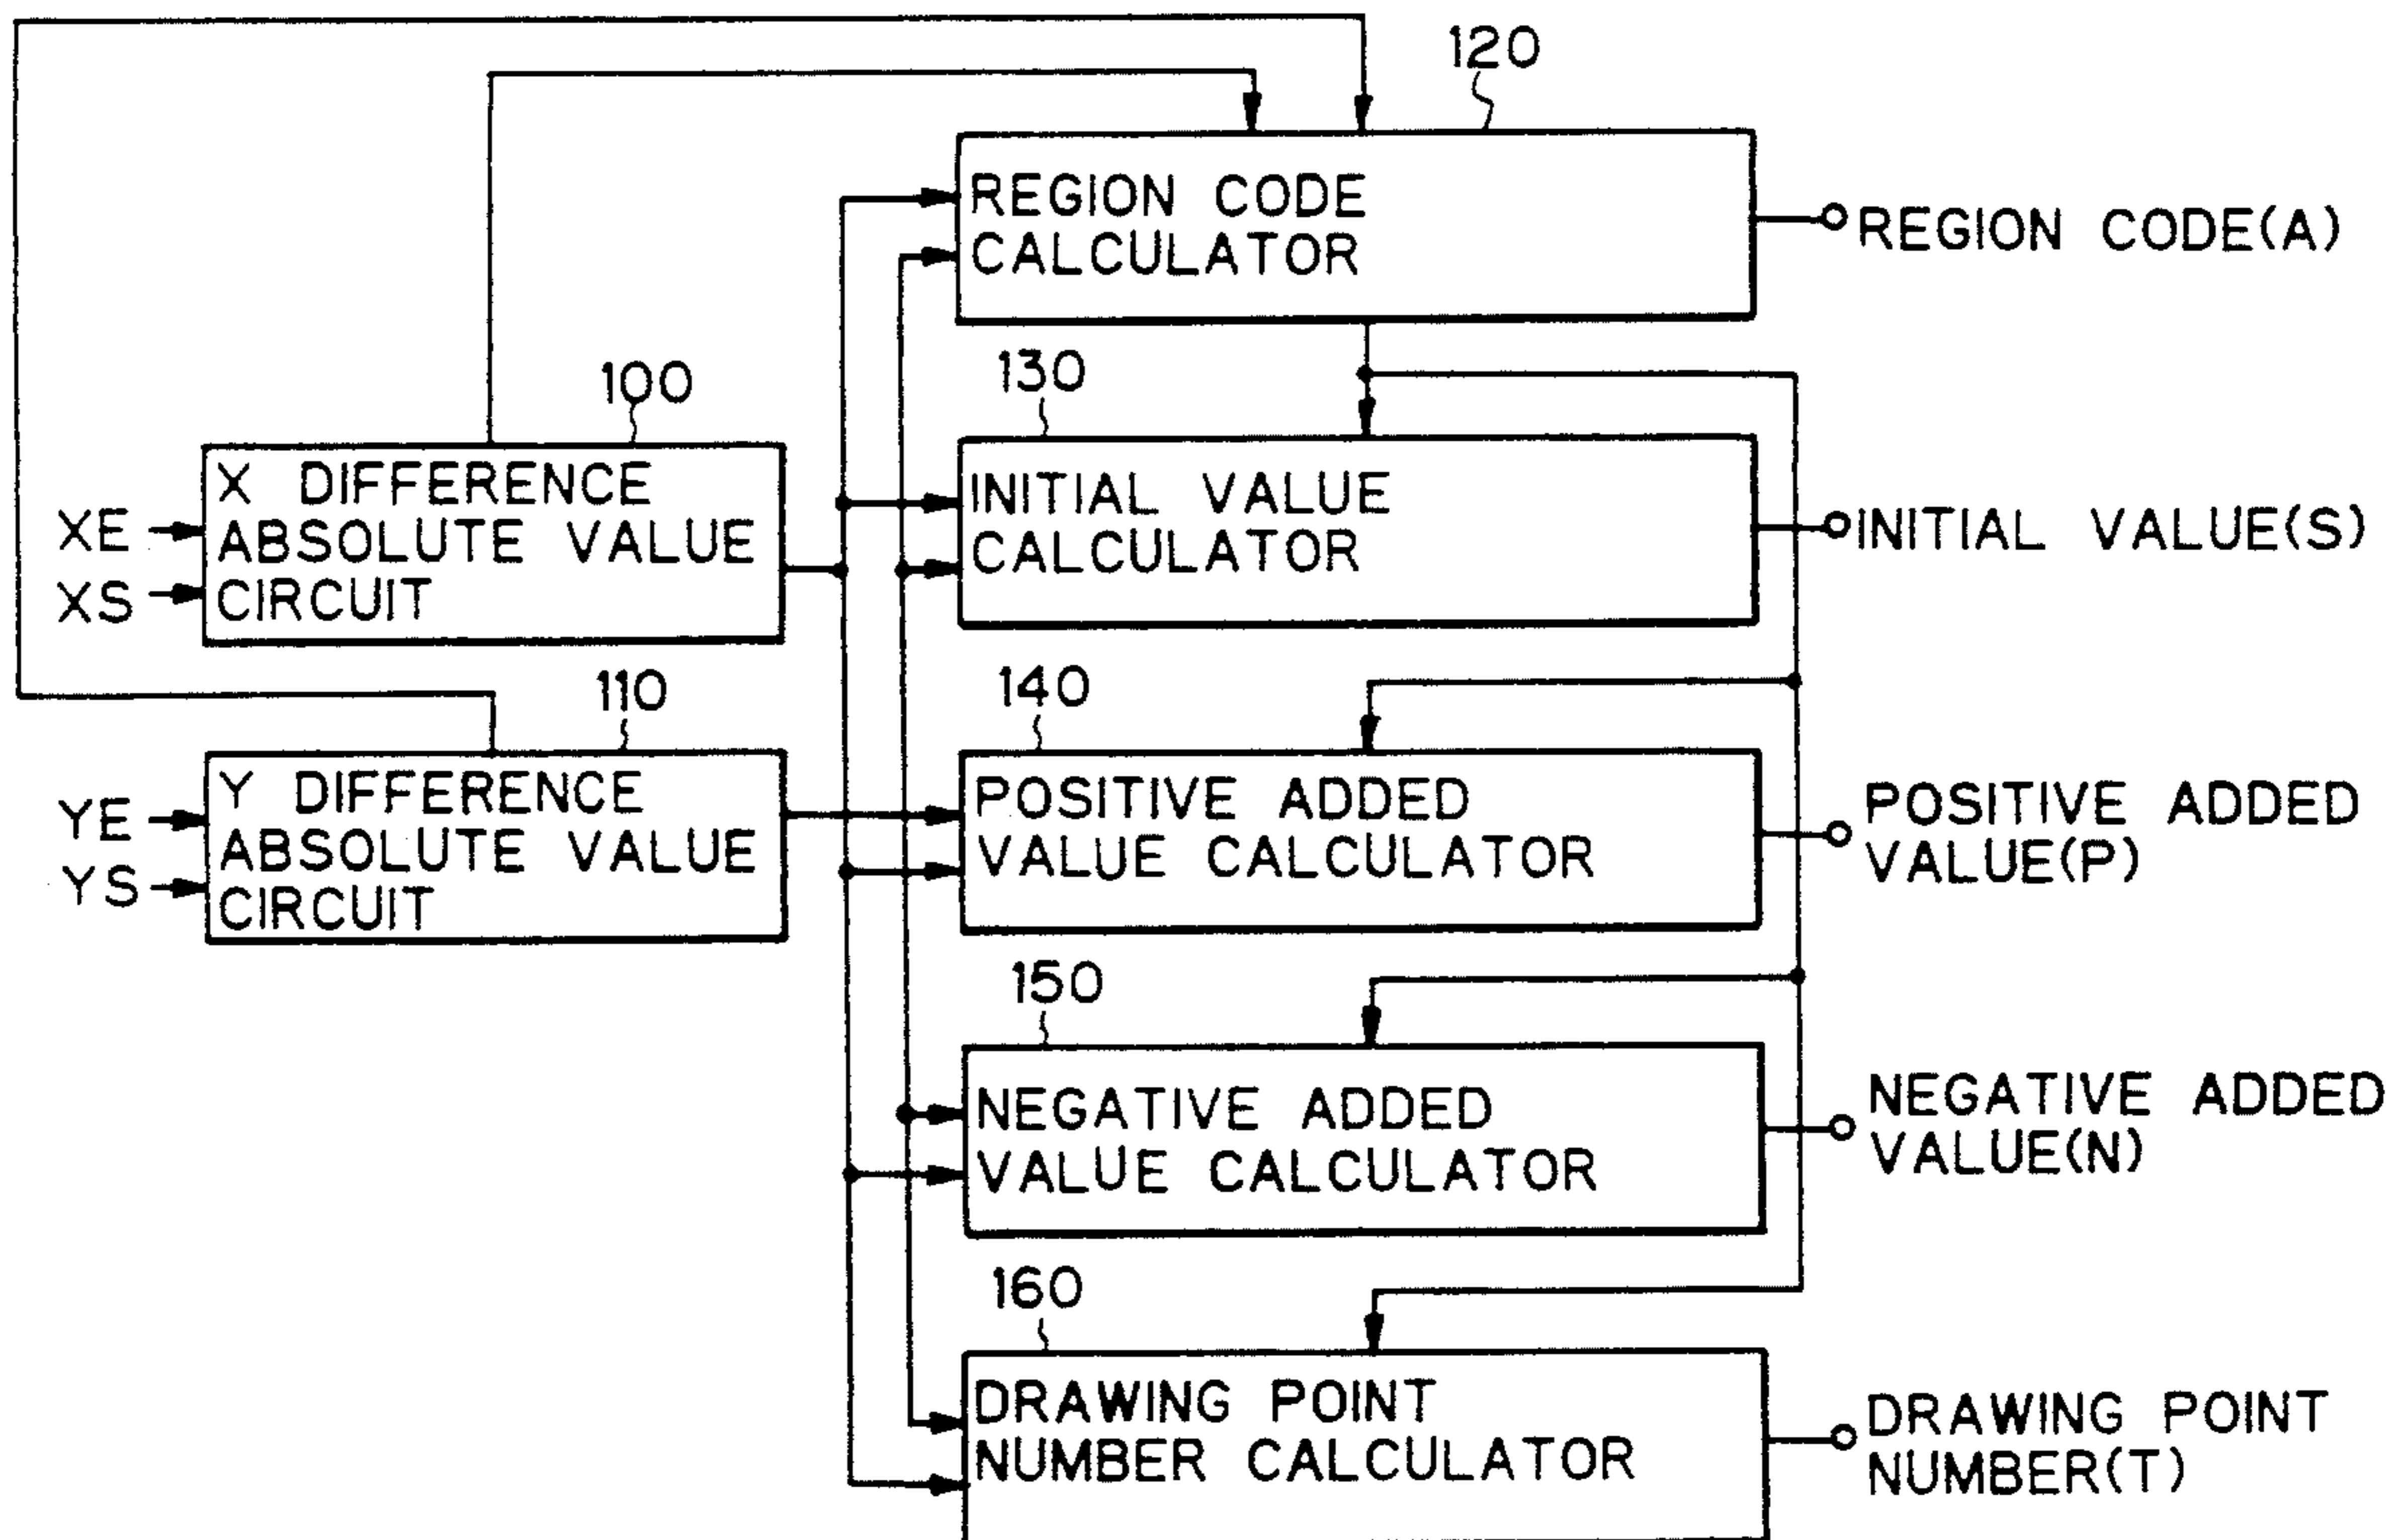 120
REGION CODE
CALCULATOR
REGION CODE(A)
100
X DIFFERENCE
ABSOLUTE VALUE
CIRCUIT
XE
XS
130
INITIAL VALUE
CALCULATOR
INITIAL VALUE(S)
110
Y DIFFERENCE
ABSOLUTE VALUE
CIRCUIT
YE
YS
140
POSITIVE ADDED
VALUE CALCULATOR
POSITIVE ADDED
VALUE(P)
150
NEGATIVE ADDED
VALUE CALCULATOR
NEGATIVE ADDED
VALUE(N)
160
DRAWING POINT
NUMBER CALCULATOR
DRAWING POINT
NUMBER(T)